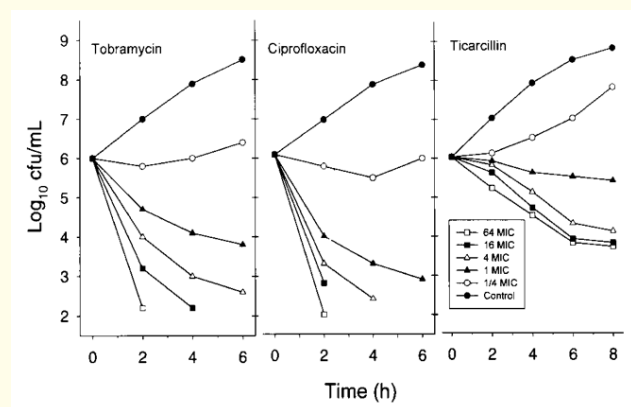 Tobramycin
Ciprofloxacin
Ticarcillin
Log10 cfu/mL
9
8
7
6
5
4
3
2
64 MIC
16 MIC
4 MIC
1 MIC
1/4 MIC
Control
0 2 4 6
0 2 4 6
0 2 4 6 8
Time (h)